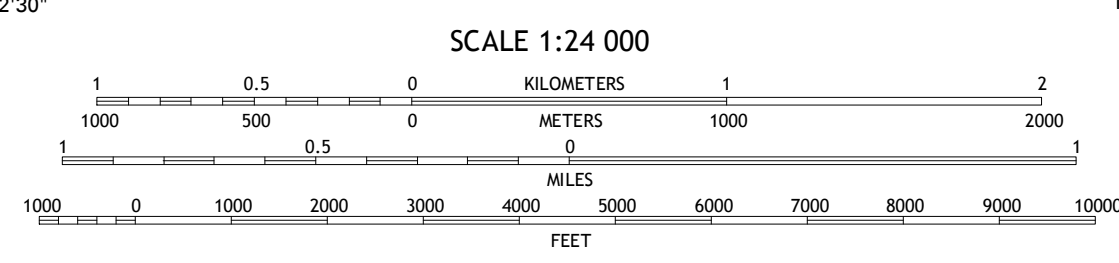 2'30"
SCALE 1:24 000
1 0.5 0 KILOMETERS 1 2
1000 500 0 METERS 1000 2000
1 0.5 0 1
MILES
1000 0 1000 2000 3000 4000 5000 6000 7000 8000 9000 10000
FEET